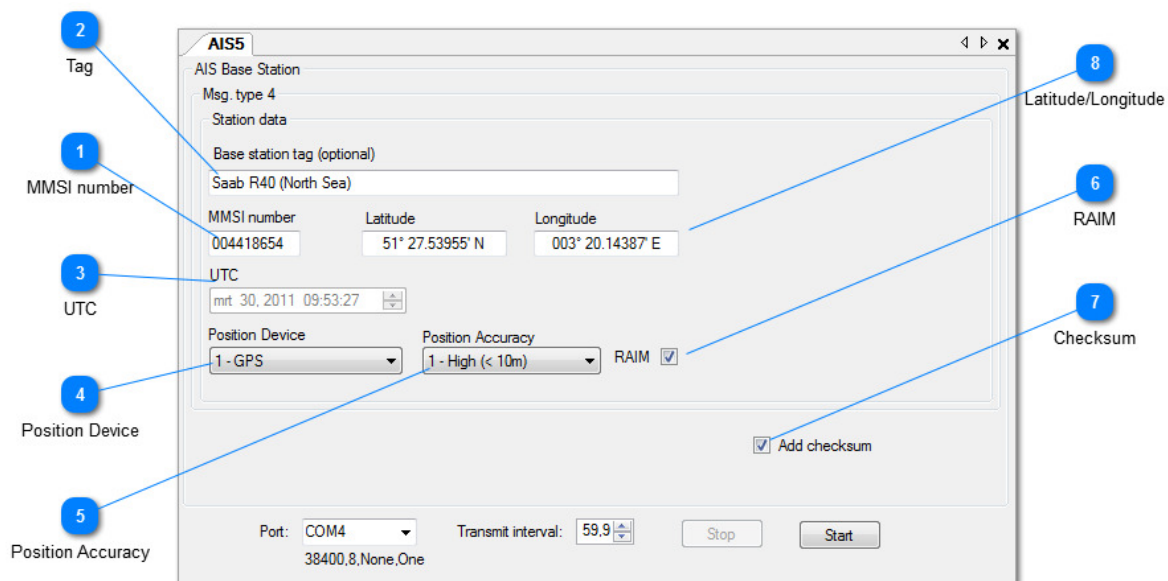 2
Tag
AIS5
8
Latitude/Longitude
AIS Base Station
Msg. type 4
Station data
Base station tag (optional)
Saab R40 (North Sea)
1
MMSI number
MMSI number
Latitude
Longitude
004418654
51° 27.53955' N
003° 20.14387' E
6
RAIM
3
UTC
UTC
mrt 30, 2011 09:53:27
7
Checksum
Position Device
Position Accuracy
1 - GPS
1 - High (< 10m)
RAIM
4
Position Device
Add checksum
5
Position Accuracy
Port:
COM4
Transmit interval:
59,9
Stop
Start
38400,8,None,One